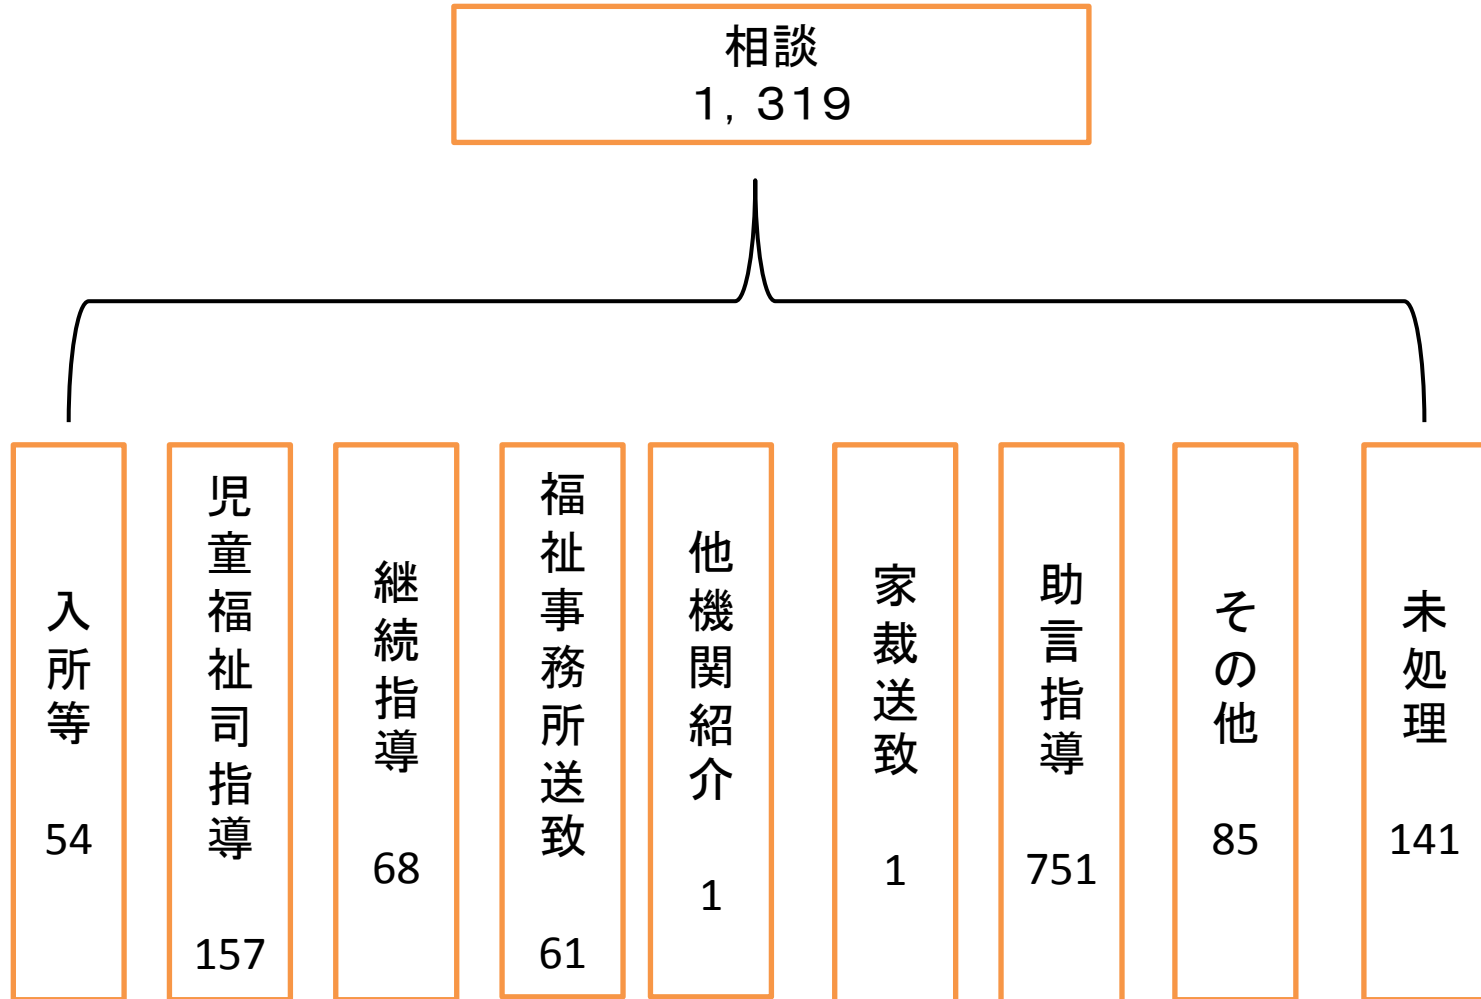 相談
1,319
入所等
54
児童福祉司指導
157
継続指導
68
福祉事務所送致
61
他機関紹介
1
家裁送致
1
助言指導
751
その他
85
未処理
141